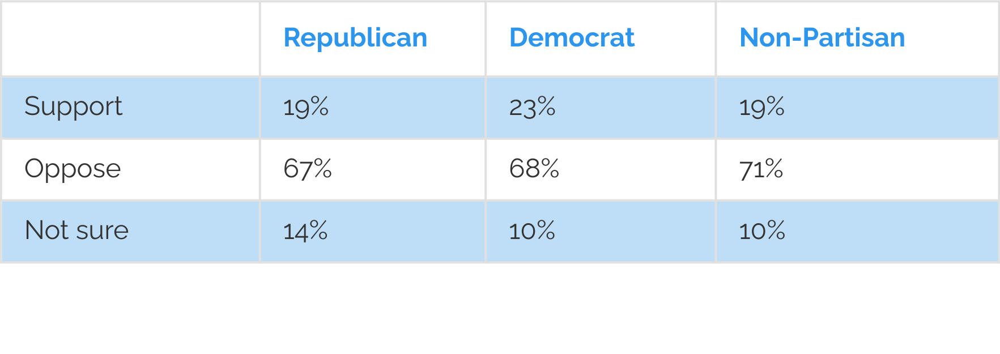 Republican Democrat Non-Partisan
Support 19% 23% 19%
Oppose 67% 68% 71%
Not sure 14% 10% 10%